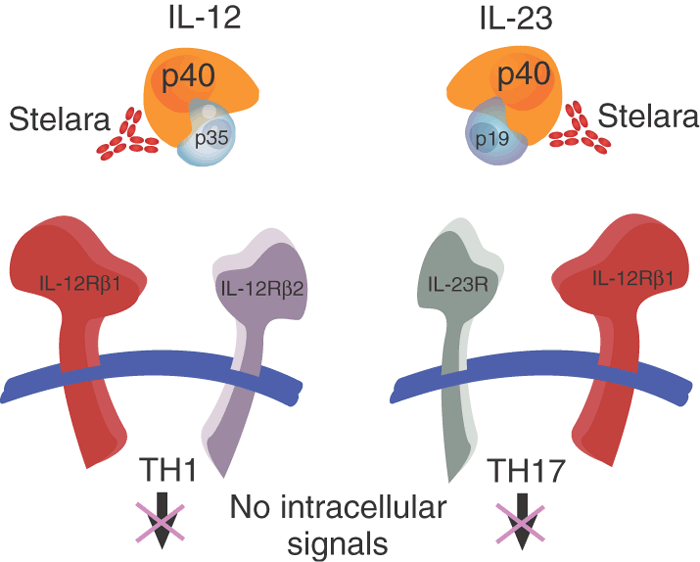 IL-12
IL-23
p40
p40
Stelara
Stelara
p35
p19
IL-12Rβ1
IL-12Rβ2
IL-23R
IL-12Rβ1
TH1
TH17
No intracellular
signals